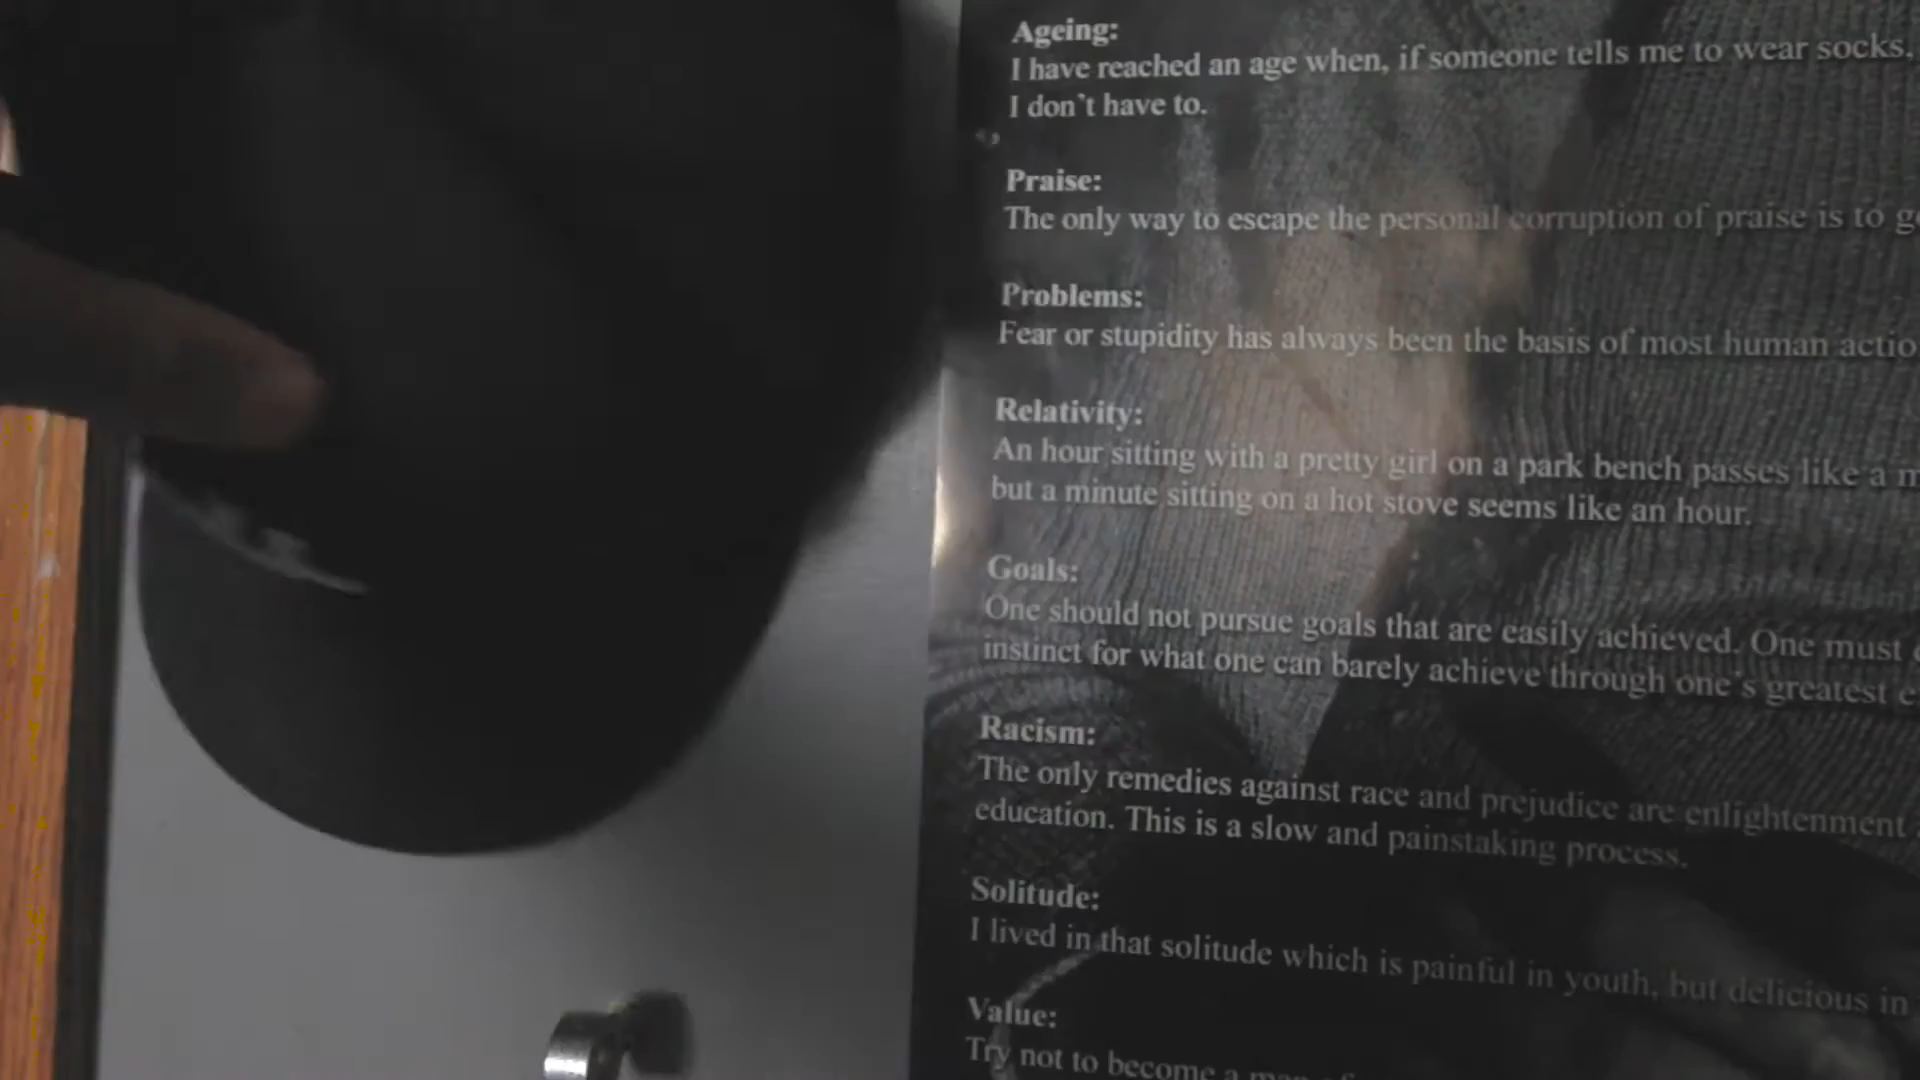 Ageing:
I have reached an age when, if someone tells me to wear socks,
I don't have to.
Praise:
The only way to escape the personal corruption of praise is to
Problems:
Fear or stupidity has always been the basis of most human
Relativity:
An hour sitting with a pretty girl on a park bench passes like a
but a minute sitting on a hot stove seems like an hour.
Goals:
One should not pursue goals that are easily achieved. One must
instinct for what one can barely achieve through one's greatest
Racism:
The only remedies against race and prejudice are enlightenment
education. This is a slow and painstaking process.
Solitude:
I lived in that solitude which is painful in youth, but delicious in
Value:
Try not to become a